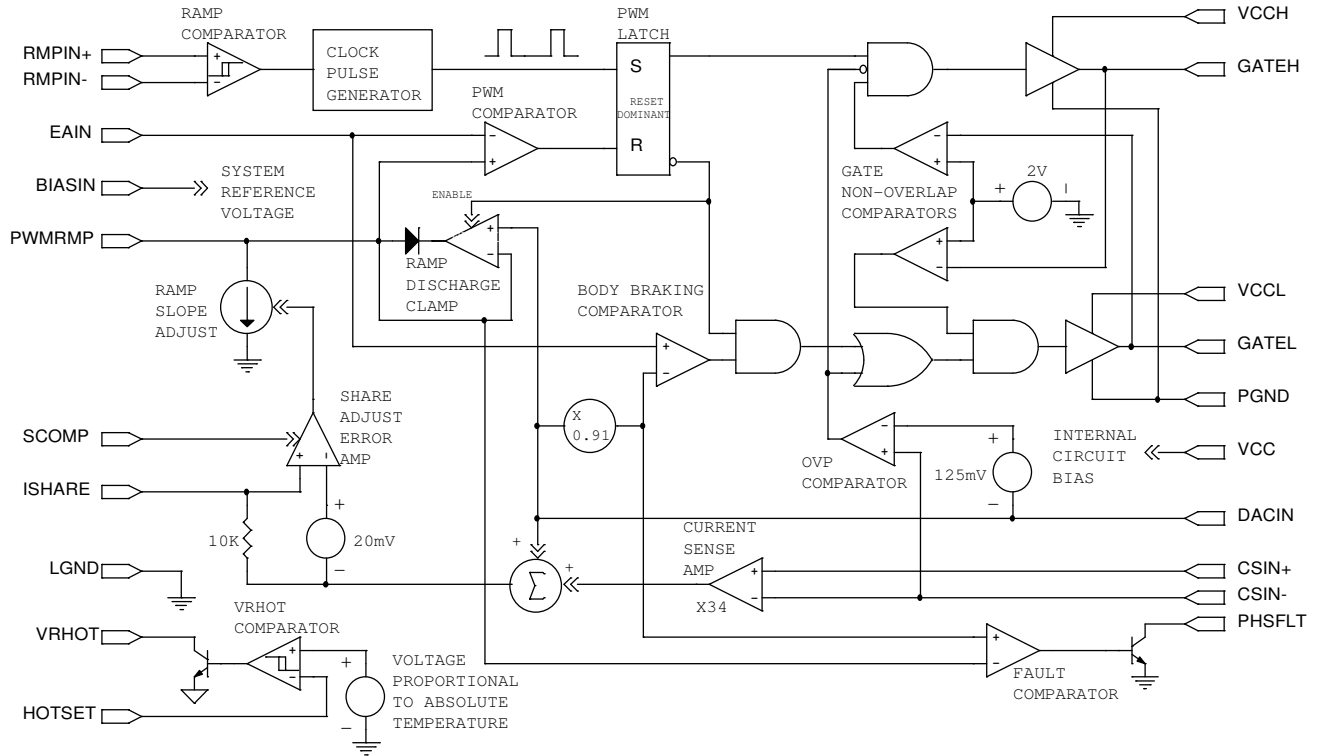 RAMP
COMPARATOR
PWM
LATCH
VCCH
RMPIN+
RMPIN-
+
−
CLOCK
PULSE
GENERATOR
S
RESET
DOMINANT
R
GATEH
PWM
COMPARATOR
EAIN
−
+
−
+
BIASIN
SYSTEM
REFERENCE
VOLTAGE
ENABLE
GATE
NON-OVERLAP
COMPARATORS
2V
+
−
PWMRMP
+
−
RAMP
DISCHARGE
CLAMP
+
−
RAMP
SLOPE
ADJUST
BODY BRAKING
COMPARATOR
+
−
VCCL
GATEL
PGND
SHARE
ADJUST
ERROR
AMP
SCOMP
+
−
X
0.91
−
+
OVP
COMPARATOR
125mV
+
−
INTERNAL
CIRCUIT
BIAS
VCC
ISHARE
10K
+
20mV
−
DACIN
CURRENT
SENSE
AMP
+
+
Σ
+
−
X34
CSIN+
CSIN-
LGND
PHSFLT
VRHOT
COMPARATOR
VRHOT
+
−
+
−
VOLTAGE
PROPORTIONAL
TO ABSOLUTE
TEMPERATURE
+
−
FAULT
COMPARATOR
HOTSET